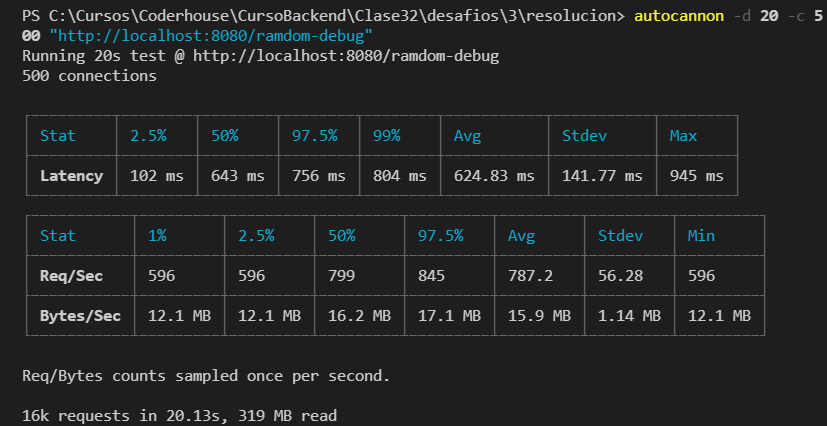 PS C:\Cursos\Coderhouse\CursoBackend\Clase32\desafios\3\resolucion> autocannon -d 20 -c 5
00 "http://localhost:8080/ramdom-debug"
Running 20s test @ http://localhost:8080/ramdom-debug
500 connections
Stat 2.5% 50% 97.5% 99% Avg Stdev Max
Latency 102 ms 643 ms 756 ms 804 ms 624.83 ms 141.77 ms 945 ms
Stat 1% 2.5% 50% 97.5% Avg Stdev Min
Req/Sec 596 596 799 845 787.2 56.28 596
Bytes/Sec 12.1 MB 12.1 MB 16.2 MB 17.1 MB 15.9 MB 1.14 MB 12.1 MB
Req/Bytes counts sampled once per second.
16k requests in 20.13s, 319 MB read